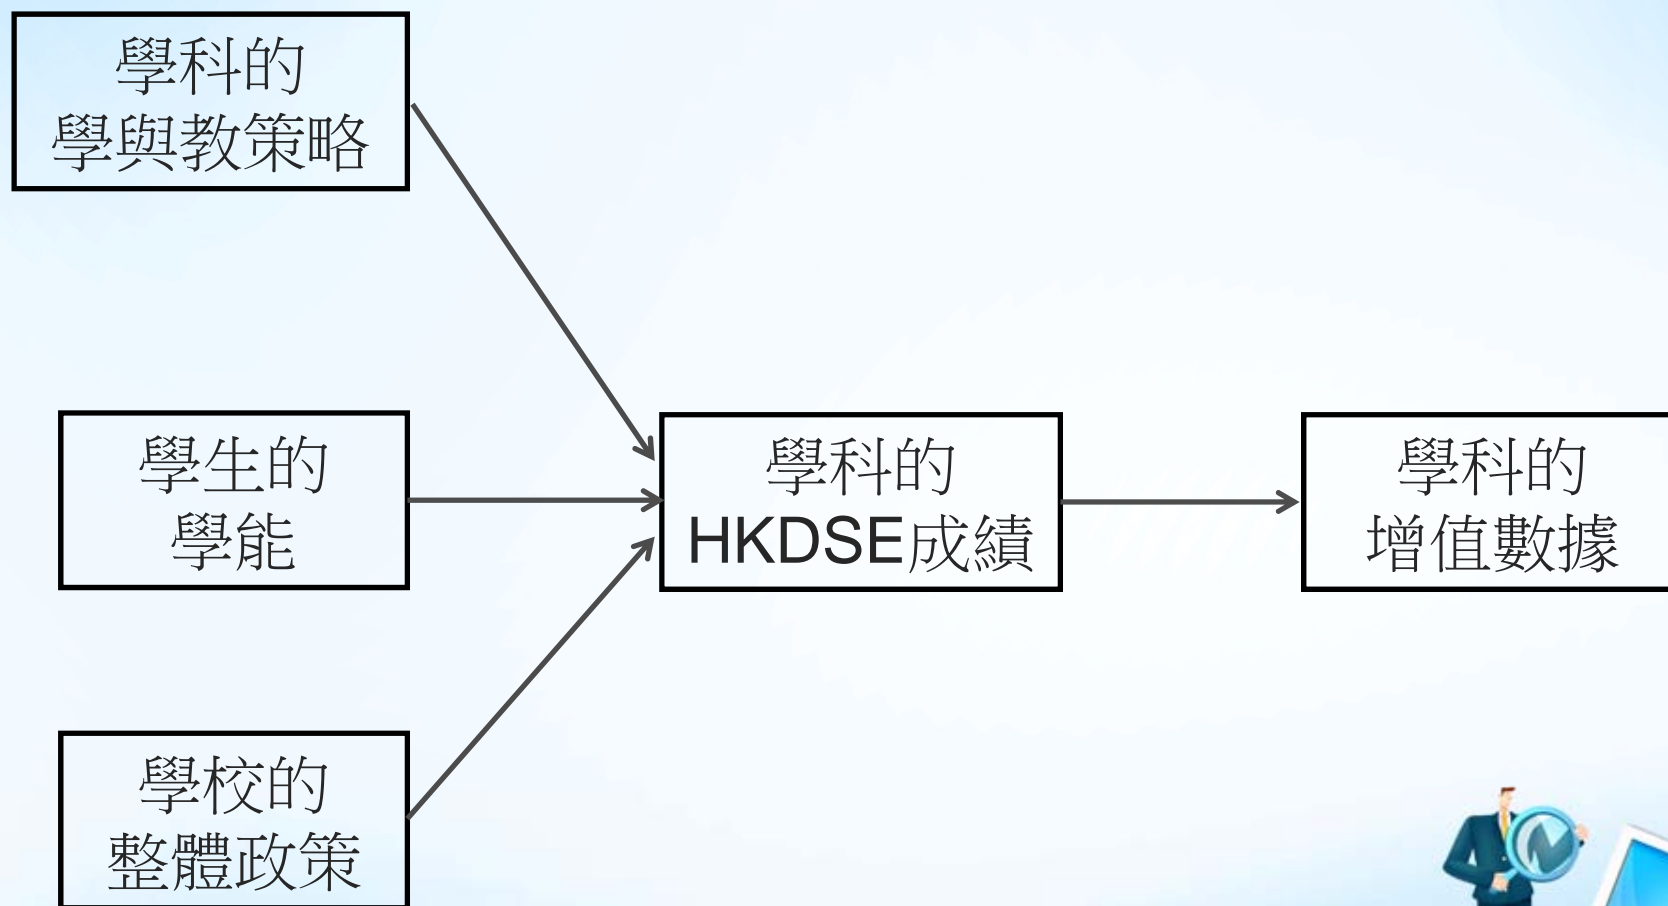 學科的
學與教策略
學生的
學能
學科的
HKDSE成績
學科的
增值數據
學校的
整體政策